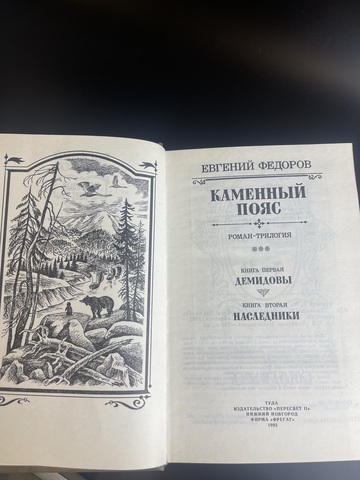 ЕВГЕНИЙ ФЕДОРОВ
КАМЕННЫЙ
ПОЯС
РОМАН-ТРИЛОГИЯ
КНИГА ПЕРВАЯ
ДЕМИДОВЫ
КНИГА ВТОРАЯ
НАСЛЕДНИКИ
ТУЛА
ИЗДАТЕЛЬСТВО «ПЕРЕСВЕТ П»
НИЖНИЙ НОВГОРОД
ФИРМА «ФРЕГАТ»
1993